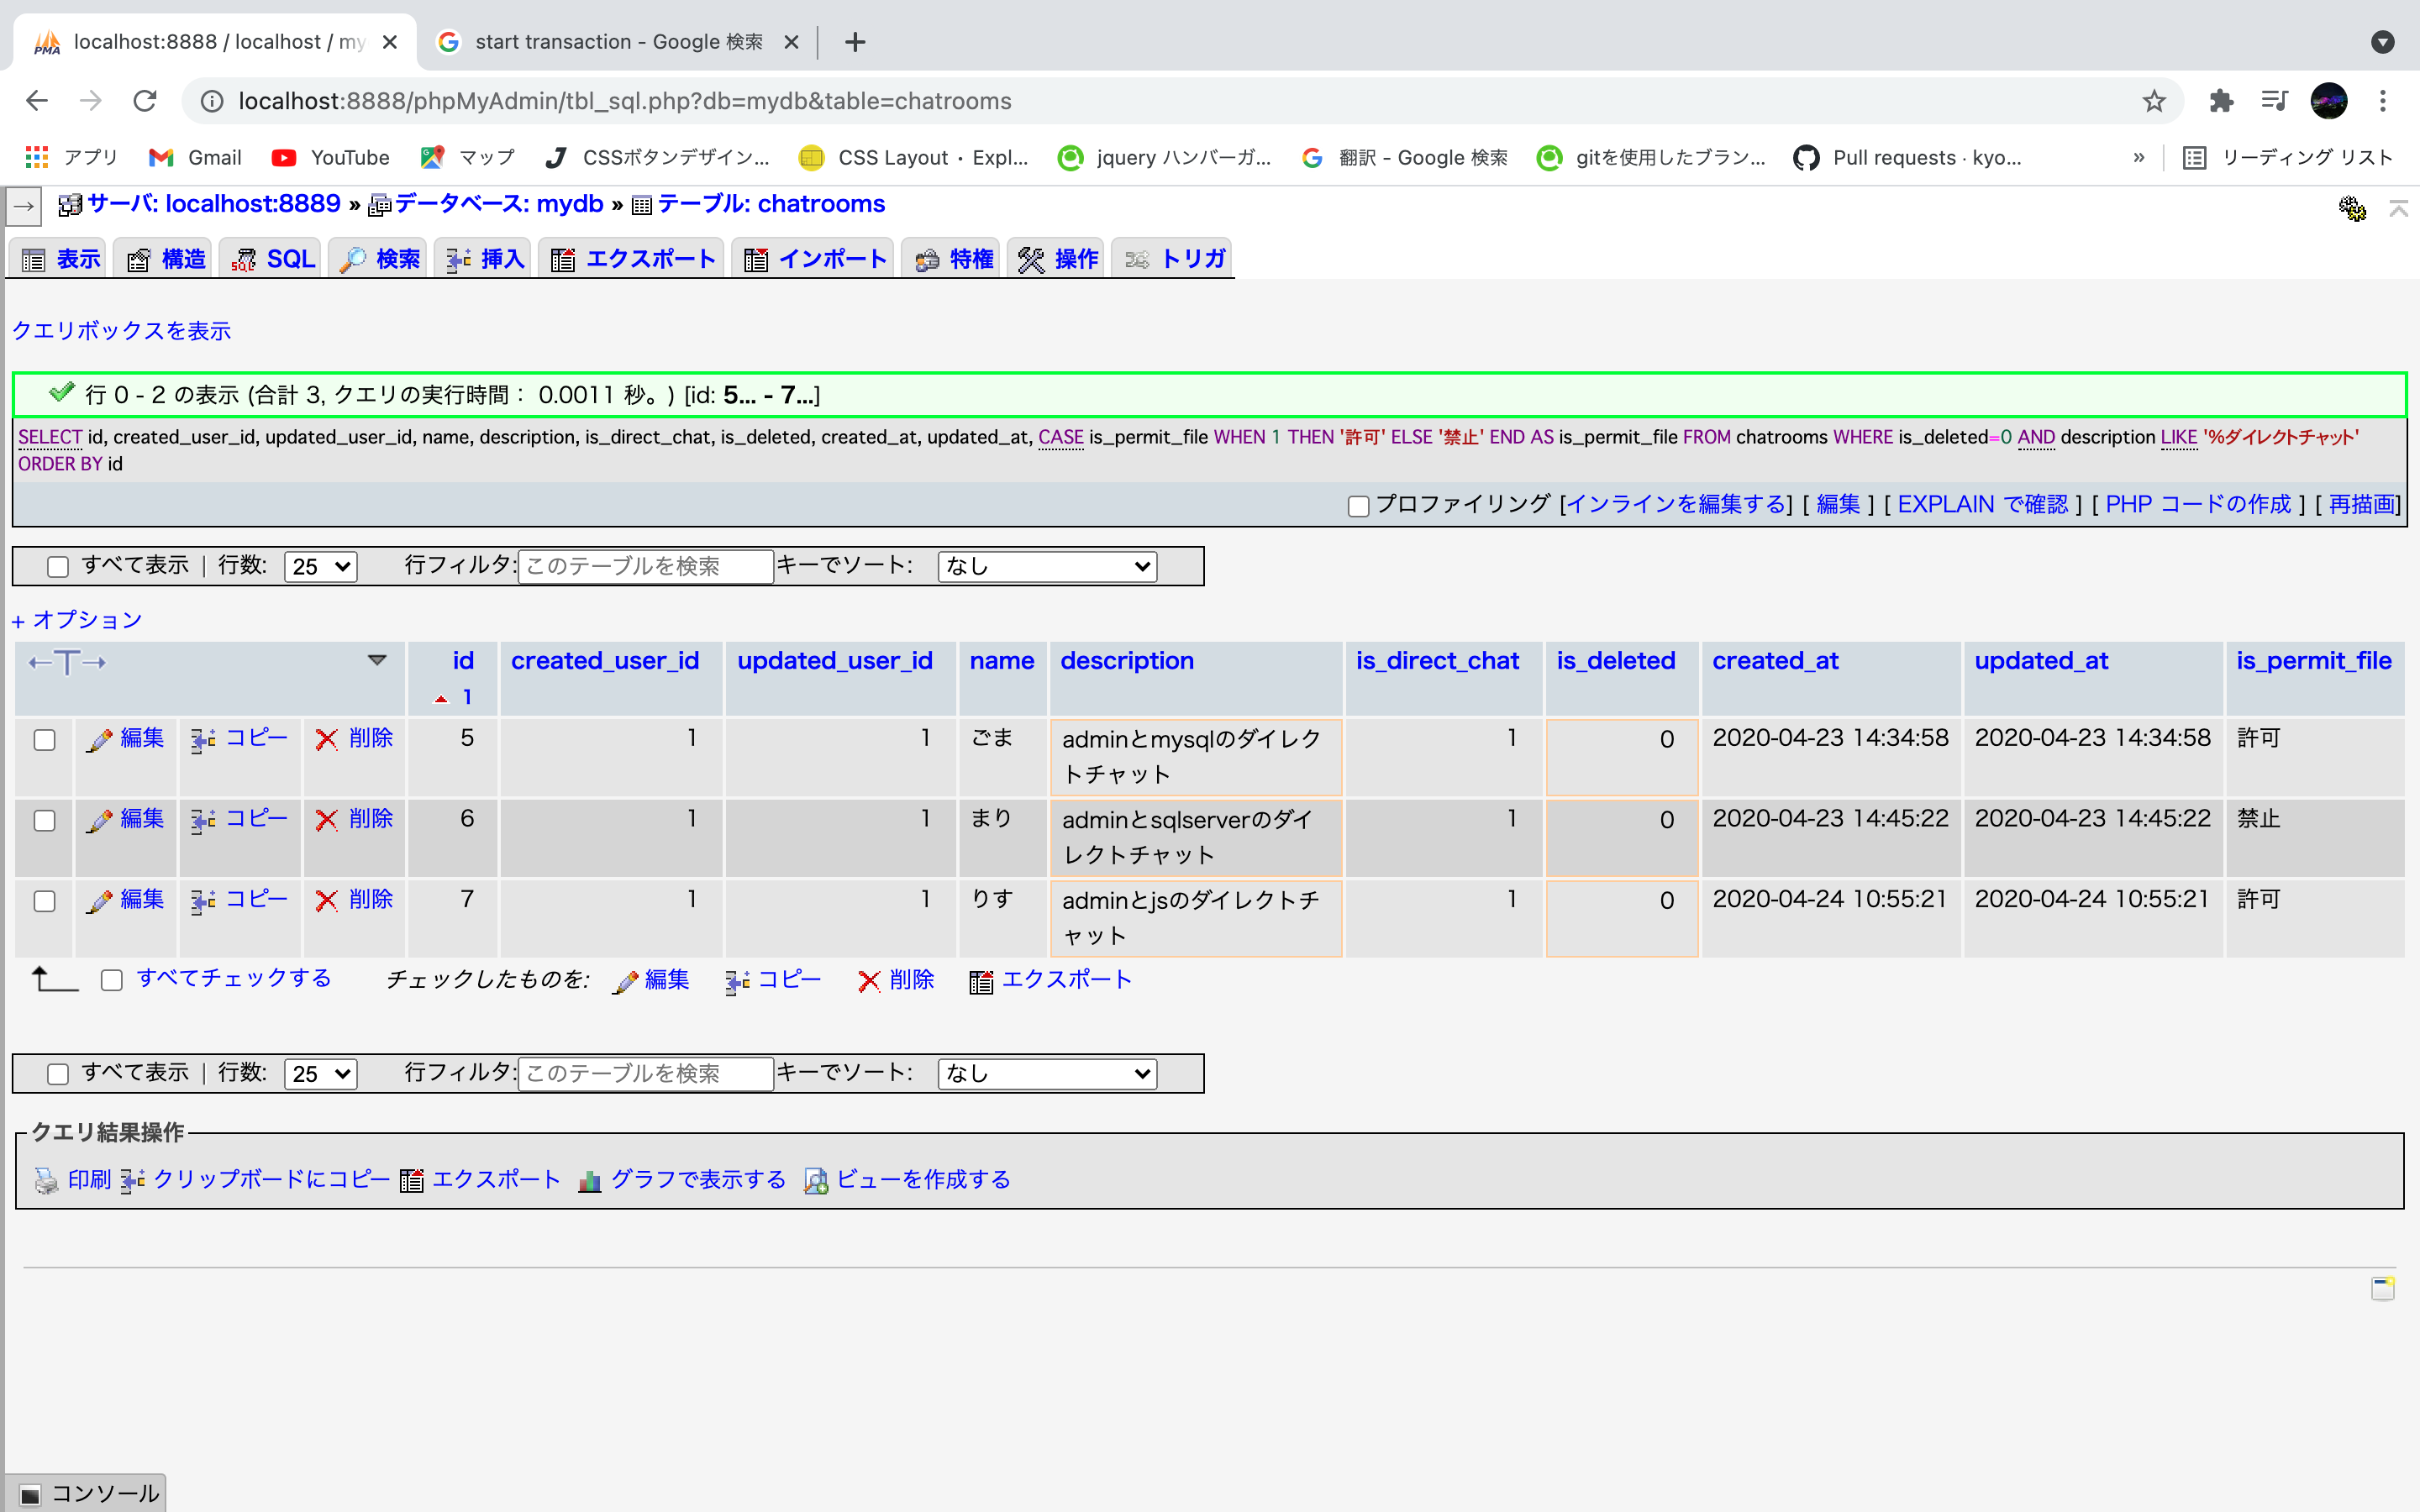 localhost:8888 / localhost / my
start transaction - Google 検索
localhost:8888/phpMyAdmin/tbl_sql.php?db=mydb&table=chatrooms
アプリ Gmail YouTube マップ CSSボタンデザイン... CSS Layout · Expl... jquery ハンバーガ... 翻訳 - Google 検索 gitを使用したブラン... Pull requests · kyo... » リーディング リスト
サーバ: localhost:8889 » データベース: mydb » テーブル: chatrooms
表示 構造 SQL 検索 挿入 エクスポート インポート 特権 操作 トリガ
クエリボックスを表示
行 0 - 2 の表示 (合計 3, クエリの実行時間： 0.0011 秒。) [id: 5... - 7...]
SELECT id, created_user_id, updated_user_id, name, description, is_direct_chat, is_deleted, created_at, updated_at, CASE is_permit_file WHEN 1 THEN '許可' ELSE '禁止' END AS is_permit_file FROM chatrooms WHERE is_deleted=0 AND description LIKE '%ダイレクトチャット'
ORDER BY id
プロファイリング [インラインを編集する] [ 編集 ] [ EXPLAIN で確認 ] [ PHP コードの作成 ] [ 再描画]
すべて表示 | 行数: 25 行フィルタ: このテーブルを検索 キーでソート: なし
+ オプション
←T→ id created_user_id updated_user_id name description is_direct_chat is_deleted created_at updated_at is_permit_file
1
編集 コピー 削除 5 1 1 ごま adminとmysqlのダイレク 1 0 2020-04-23 14:34:58 2020-04-23 14:34:58 許可
トチャット
編集 コピー 削除 6 1 1 まり adminとsqlserverのダイ 1 0 2020-04-23 14:45:22 2020-04-23 14:45:22 禁止
レクトチャット
編集 コピー 削除 7 1 1 りす adminとjsのダイレクトチ 1 0 2020-04-24 10:55:21 2020-04-24 10:55:21 許可
ャット
すべてチェックする チェックしたものを: 編集 コピー 削除 エクスポート
すべて表示 | 行数: 25 行フィルタ: このテーブルを検索 キーでソート: なし
クエリ結果操作
印刷 クリップボードにコピー エクスポート グラフで表示する ビューを作成する
コンソール